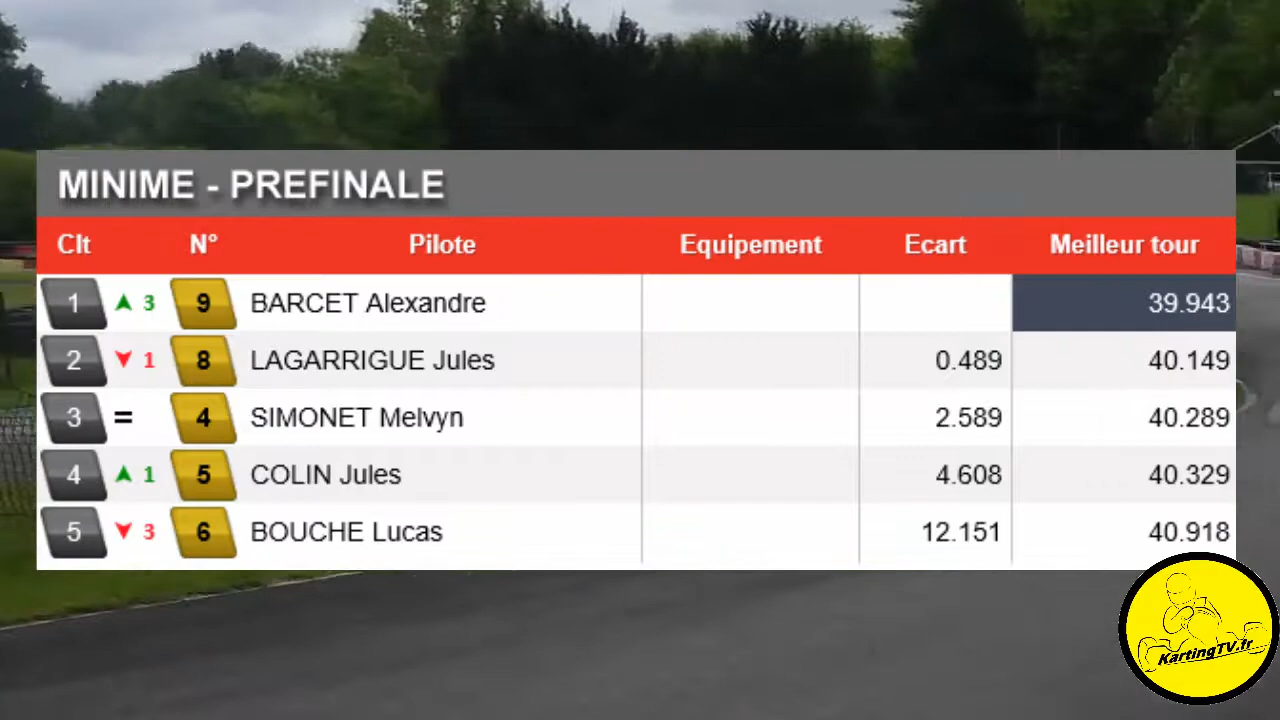 MINIME - PREFINALE
Clt N° Pilote Equipement Ecart Meilleur tour
1 3 9 BARCET Alexandre 39.943
2 1 8 LAGARRIGUE Jules 0.489 40.149
3 = 4 SIMONET Melvyn 2.589 40.289
4 1 5 COLIN Jules 4.608 40.329
5 3 6 BOUCHE Lucas 12.151 40.918
KartingTV.fr